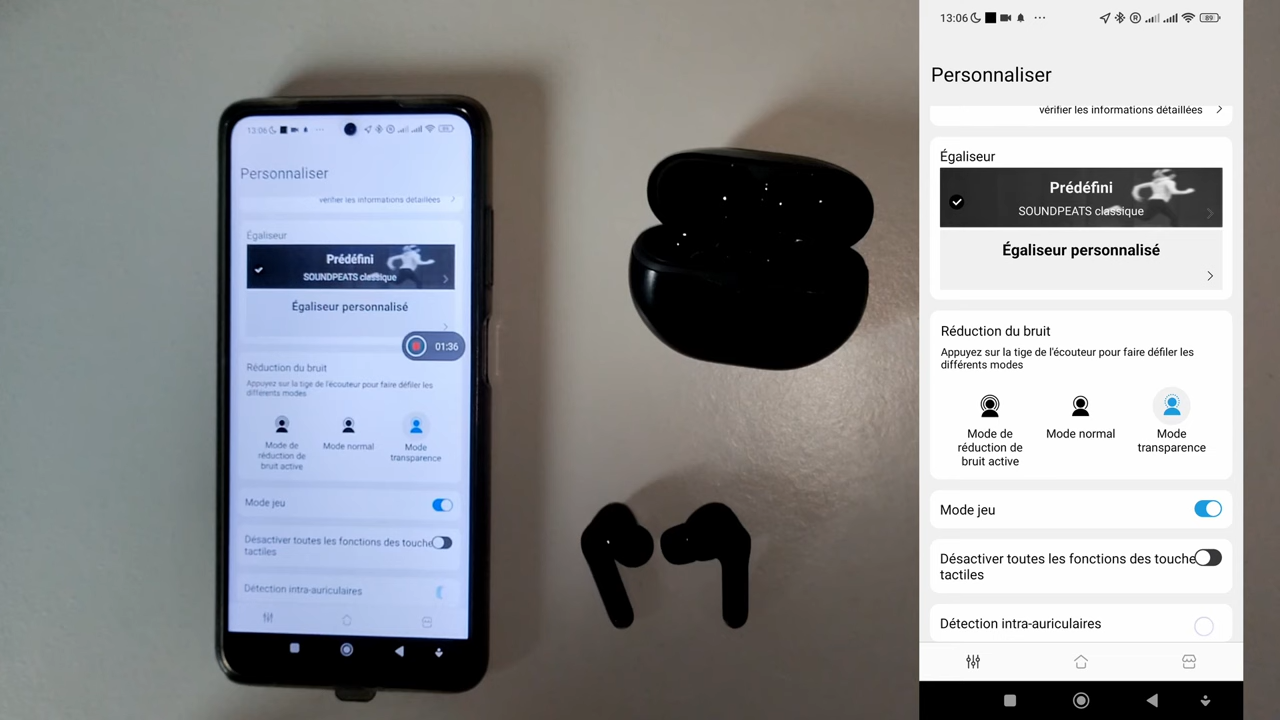 13:06
Personnaliser
vérifier les informations détaillées
Égaliseur
Prédéfini
SOUNDPEATS classique
Égaliseur personnalisé
01:36
Réduction du bruit
Appuyez sur la tige de l'écouteur pour faire défiler les
différents modes
Mode de
réduction de
bruit active
Mode normal
Mode
transparence
Mode jeu
Désactiver toutes les fonctions des touche
tactiles
Détection intra-auriculaires
13:06
89
Personnaliser
vérifier les informations détaillées
Égaliseur
Prédéfini
SOUNDPEATS classique
Égaliseur personnalisé
Réduction du bruit
Appuyez sur la tige de l'écouteur pour faire défiler les
différents modes
Mode de
réduction de
bruit active
Mode normal
Mode
transparence
Mode jeu
Désactiver toutes les fonctions des touche
tactiles
Détection intra-auriculaires